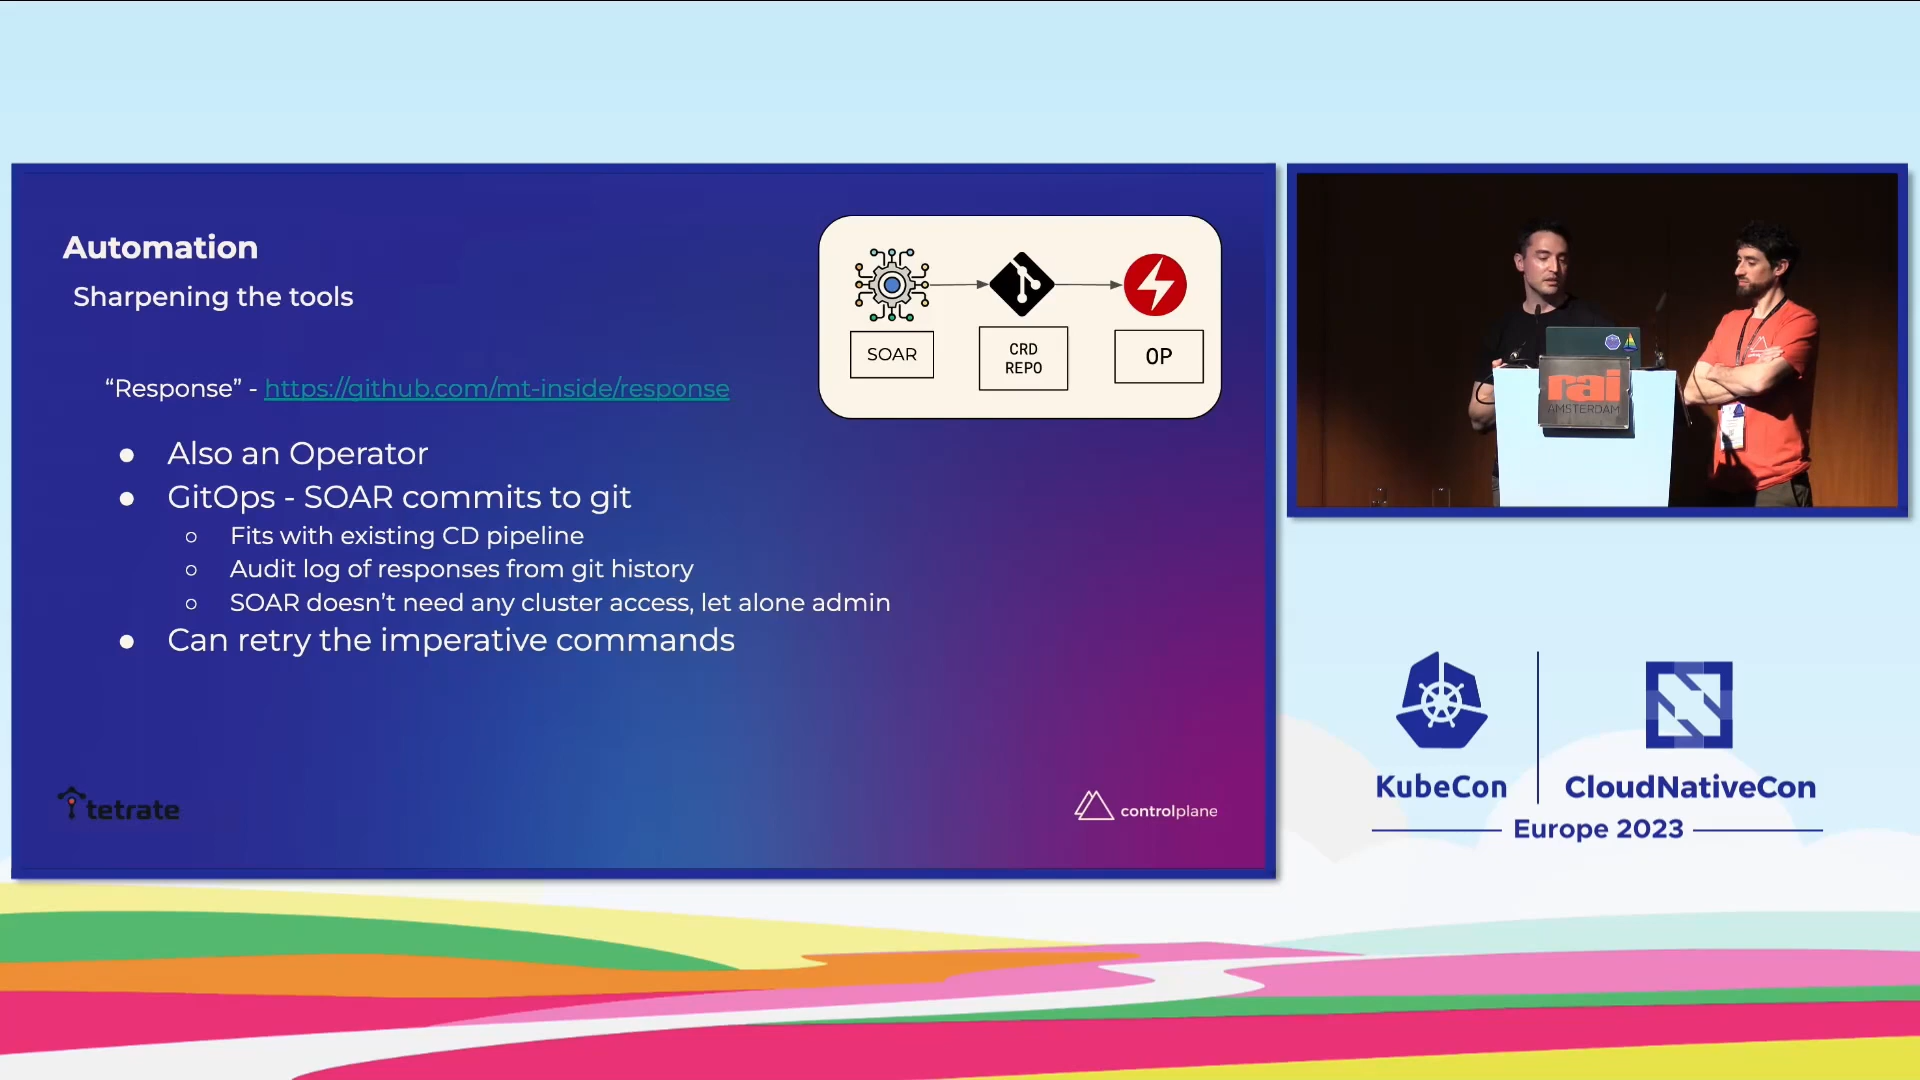 Automation
Sharpening the tools
SOAR
CRD
REPO
OP
“Response” - https://github.com/mt-inside/response
● Also an Operator
● GitOps - SOAR commits to git
○ Fits with existing CD pipeline
○ Audit log of responses from git history
○ SOAR doesn’t need any cluster access, let alone admin
● Can retry the imperative commands
tetrate
controlplane
rai
AMSTERDAM
KubeCon
CloudNativeCon
Europe 2023